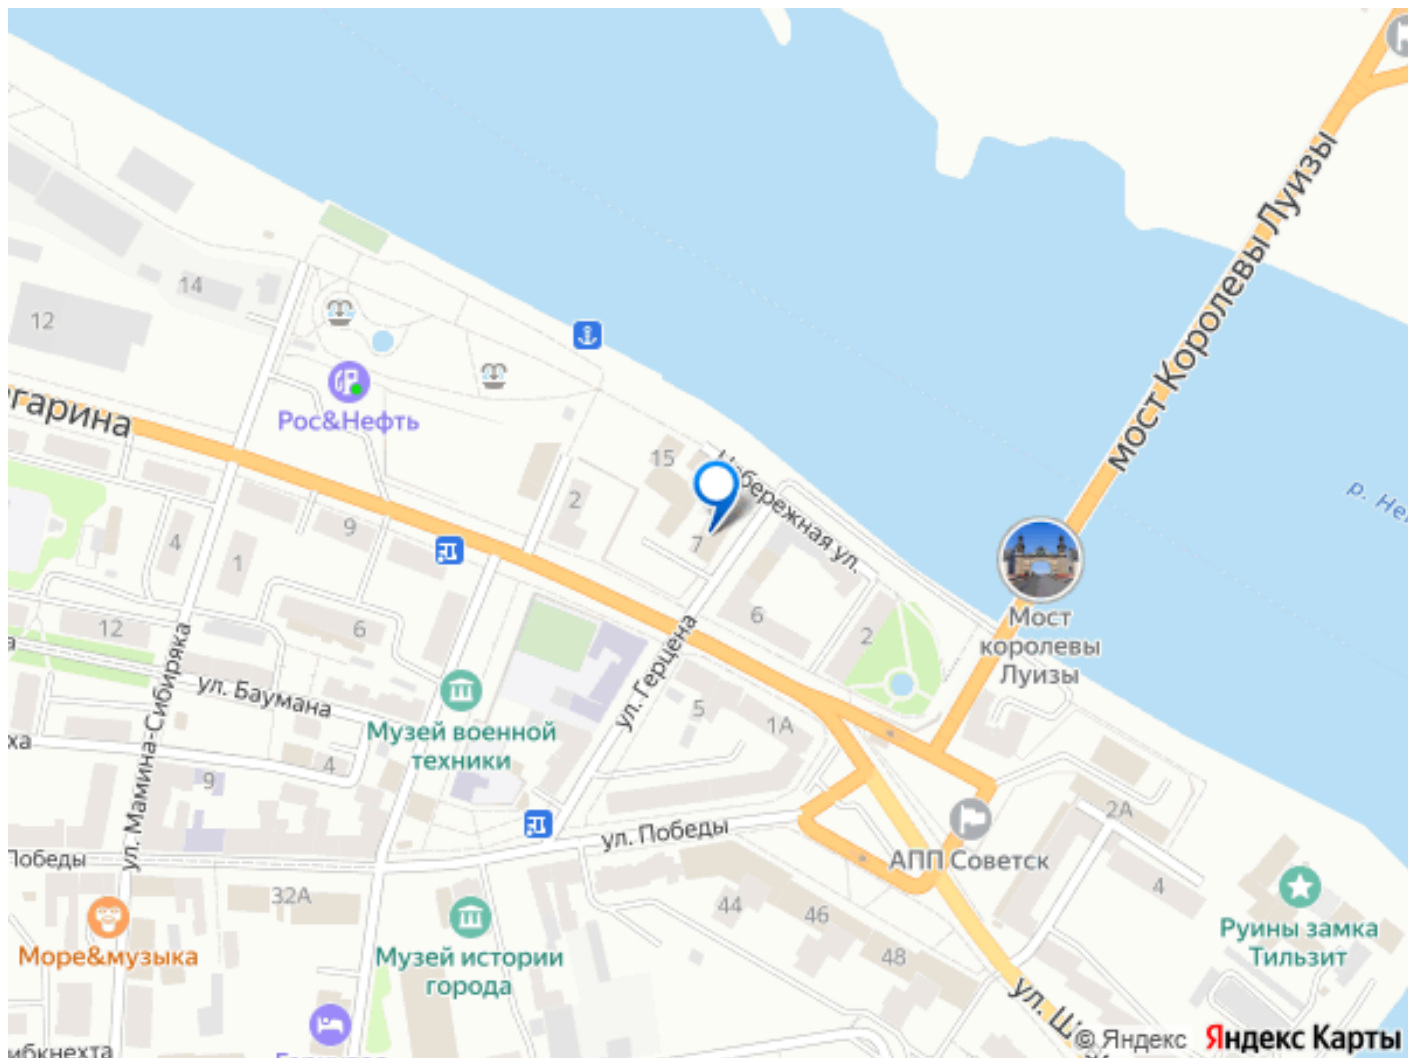 мост Королевы Луизы
14
12
Рос&Нефть
гарина
15
Набережная ул.
2
9
7
4
1
6
2
12
6
ул. Герцена
Мост
королевы
Луизы
ул. Баумана
ул. Мамина-Сибиряка
Музей военной
техники
5
1А
4
9
2А
ул. Победы
АПП Советск
Победы
32А
4
44
46
48
Руины замка
Тильзит
Море&музыка
Музей истории
города
© Яндекс
Яндекс Карты